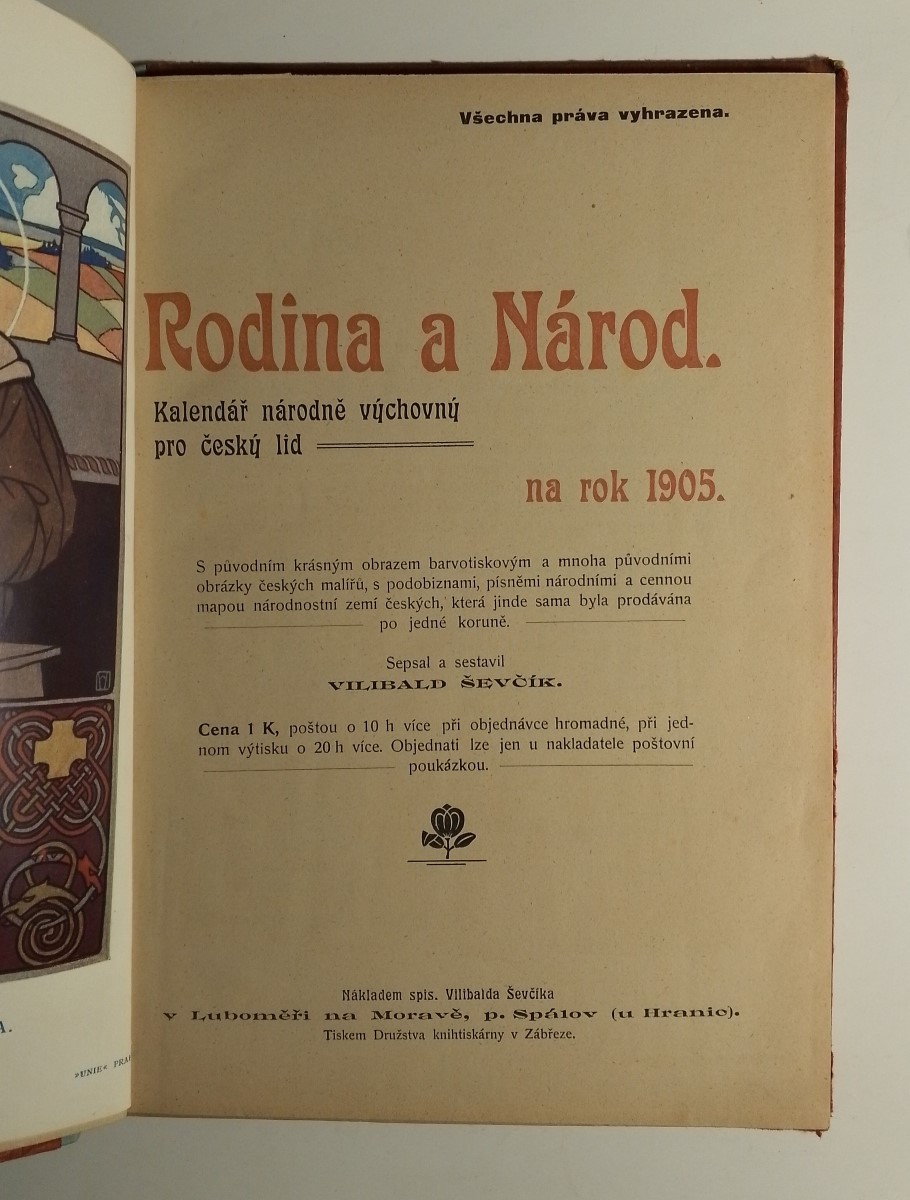 Všechna práva vyhrazena.
Rodina a Národ.
Kalendář národně výchovný
pro český lid
na rok 1905.
S původním krásným obrazem barvotiskovým a mnoha původními
obrázky českých malířů, s podobiznami, písněmi národními a cennou
mapou národnostní zemí českých, která jinde sama byla prodávána
po jedné koruně.
Sepsal a sestavil
VILIBALD ŠEVČÍK.
Cena 1 K, poštou o 10 h více při objednávce hromadné, při jed-
nom výtisku o 20 h více. Objednati lze jen u nakladatele poštovní
poukázkou.
Nákladem spis. Vilibalda Ševčíka
v Luboměři na Moravě, p. Spálov (u Hranic).
Tiskem Družstva knihtiskárny v Zábřeze.
A.
»UNIE« PRA